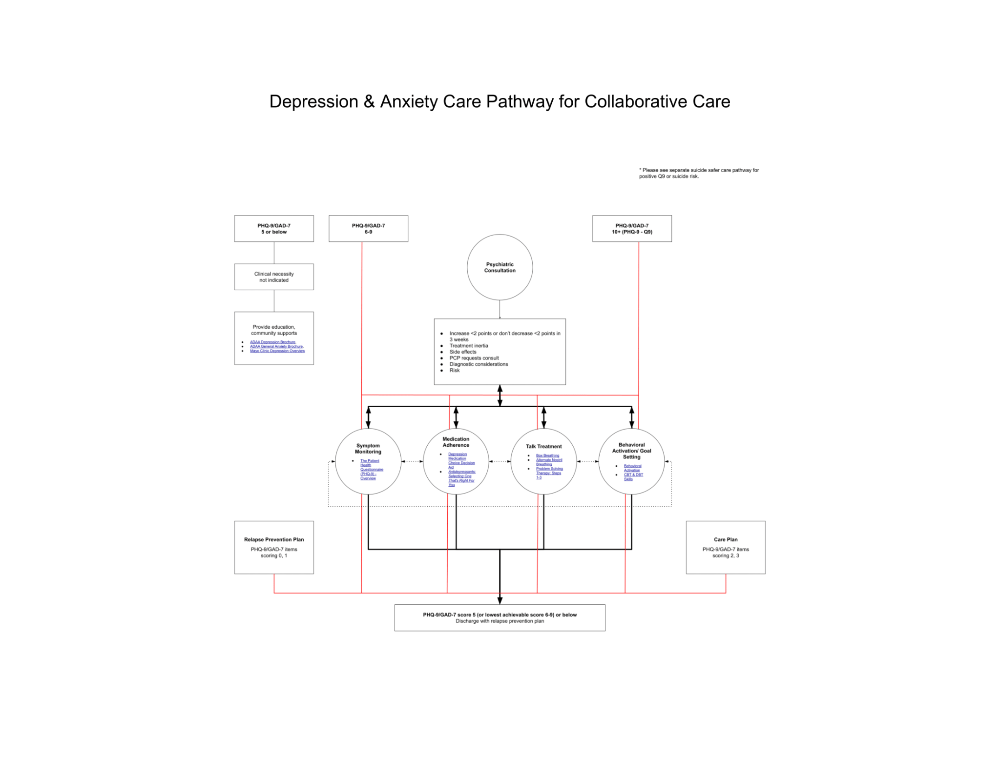 Depression & Anxiety Care Pathway for Collaborative Care
* Please see separate suicide safer care pathway for
positive Q9 or suicide risk.
PHQ-9/GAD-7
5 or below
PHQ-9/GAD-7
6-9
PHQ-9/GAD-7
10+ (PHQ-9 - Q9)
Psychiatric
Consultation
Clinical necessity
not indicated
Provide education,
community supports
● ADAA Depression Brochure,
● ADAA General Anxiety Brochure,
● Mayo Clinic Depression Overview
● Increase <2 points or don't decrease <2 points in
3 weeks
● Treatment inertia
● Side effects
● PCP requests consult
● Diagnostic considerations
● Risk
Symptom
Monitoring
● The Patient
Health
Questionnaire
(PHQ-9) -
Overview
Medication
Adherence
● Depression
Medication
Choice Decision
Aid
● Antidepressants:
Selecting One
That's Right For
You
Talk Treatment
● Box Breathing
● Alternate Nostril
Breathing
● Problem Solving
Therapy: Steps
1-3
Behavioral
Activation/ Goal
Setting
● Behavioral
Activation
● CBT & DBT
Skills
Relapse Prevention Plan
PHQ-9/GAD-7 items
scoring 0, 1
Care Plan
PHQ-9/GAD-7 items
scoring 2, 3
PHQ-9/GAD-7 score 5 (or lowest achievable score 6-9) or below
Discharge with relapse prevention plan